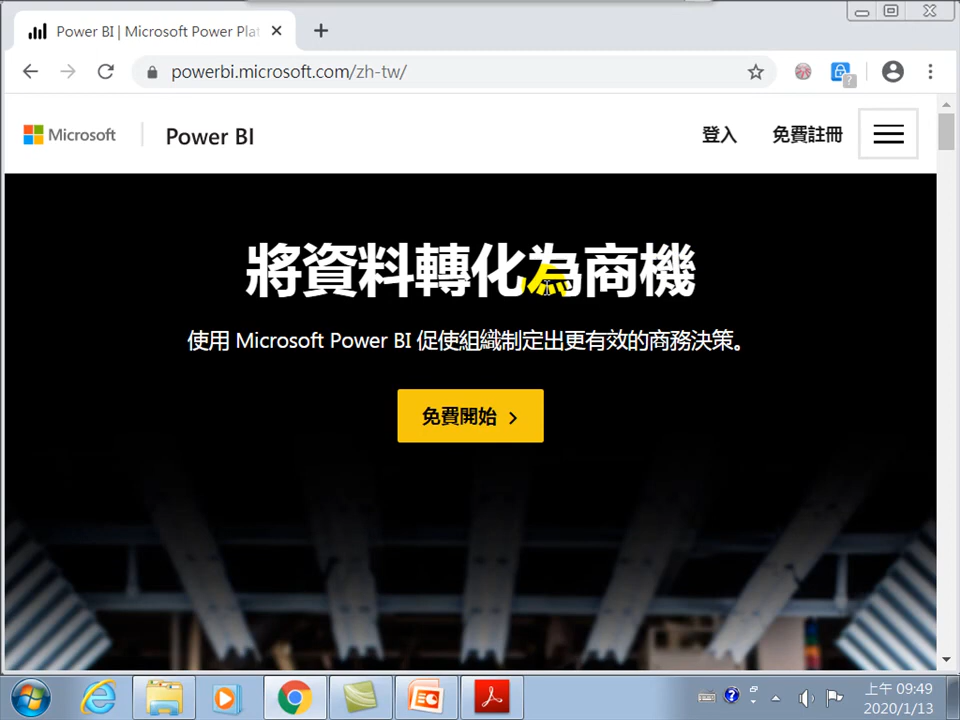 Power BI | Microsoft Power Plat
powerbi.microsoft.com/zh-tw/
Microsoft
Power BI
登入
免費註冊
將資料轉化為商機
使用 Microsoft Power BI 促使組織制定出更有效的商務決策。
免費開始
上午 09:49
2020/1/13